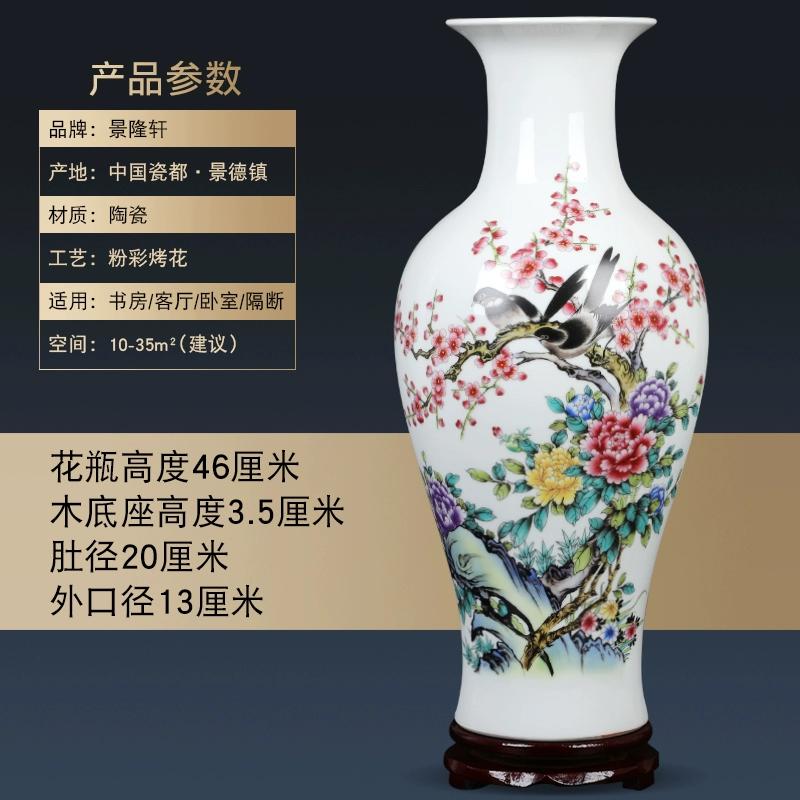 产品参数
品牌：景隆轩
产地：中国瓷都·景德镇
材质：陶瓷
工艺：粉彩烤花
适用：书房/客厅/卧室/隔断
空间：10-35m²(建议)
花瓶高度46厘米
木底座高度3.5厘米
肚径20厘米
外口径13厘米